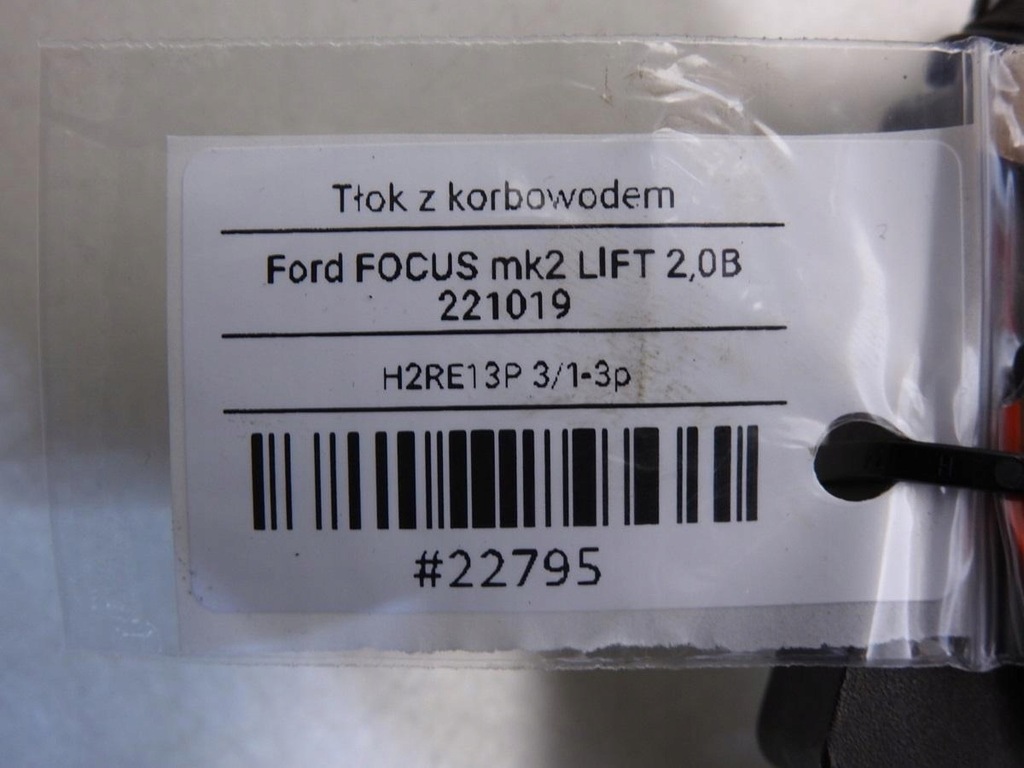 Tłok z korbowodem
Ford FOCUS mk2 LIFT 2,0B
221019
H2RE13P 3/1-3p
#22795